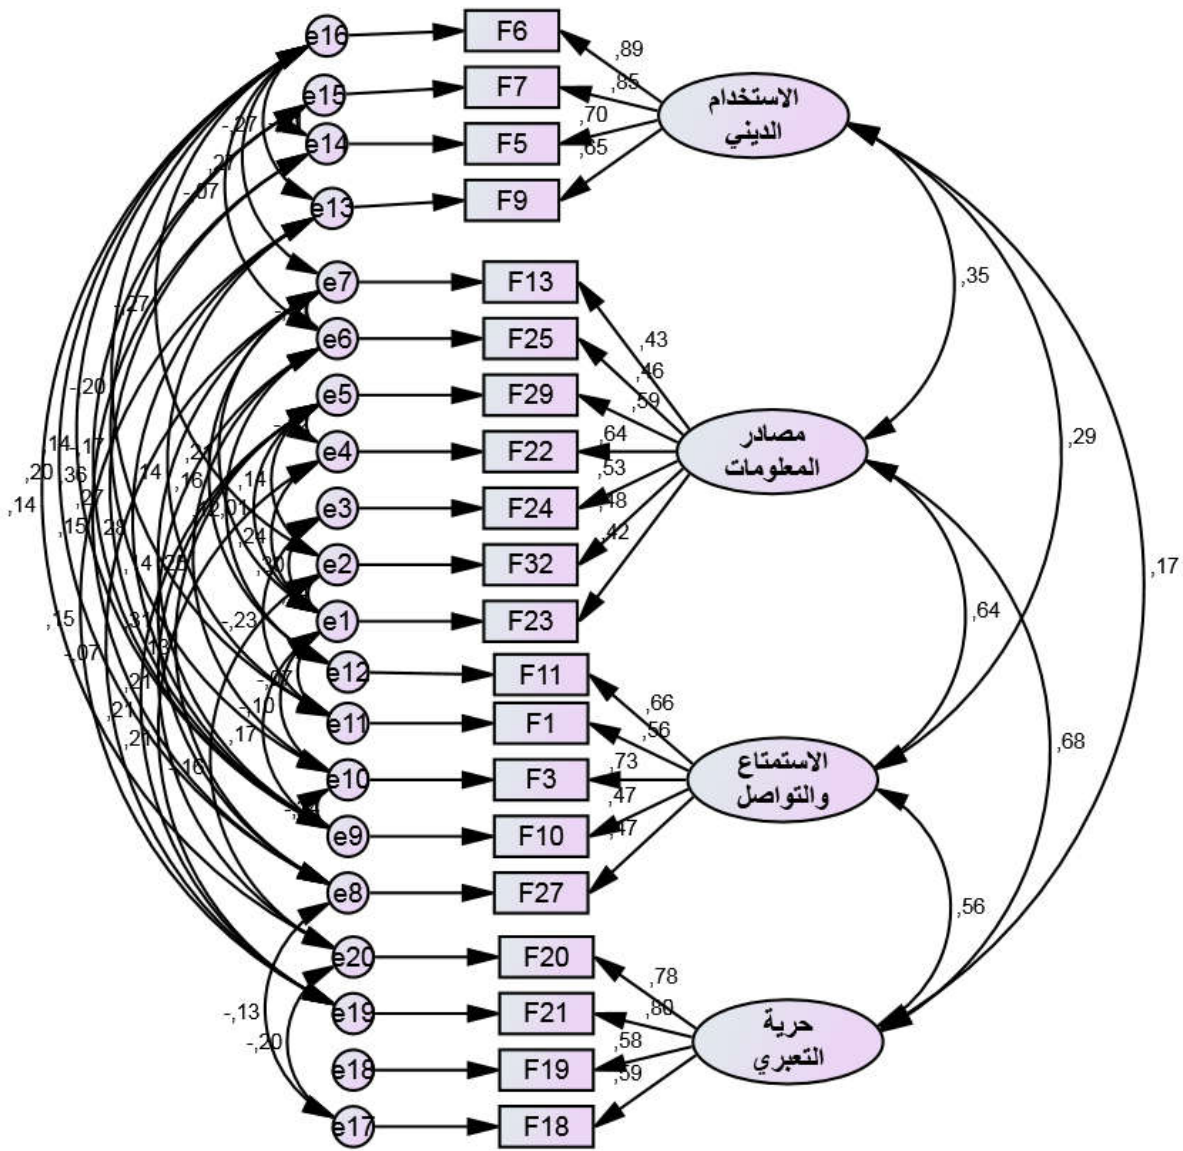 e16 F6 ,89
e15 F7 ,85
e14 F5 ,70
e13 F9 ,65
الاستخدام
الديني
-,27
,27
-,07
e7 F13 ,43
e6 F25 ,46
e5 F29 ,59
e4 F22 ,64
e3 F24 ,53
e2 F32 ,48
e1 F23 ,42
مصادر
المعلومات
-,27
-,20
,14
-,17
,20
,36
,14
,27
,15
,28
,14
,16
,14
,24
,14
-,23
,15
-,07
,31
,21
,21
,21
-,10
,17
-,16
e12 F11 ,66
e11 F1 ,56
e10 F3 ,73
e9 F10 ,47
e8 F27 ,47
الاستمتاع
والتواصل
e20 F20 ,78
e19 F21 ,80
e18 F19 ,58
e17 F18 ,59
حرية
التعبري
-,13
-,20
,35
,29
,17
,64
,68
,56